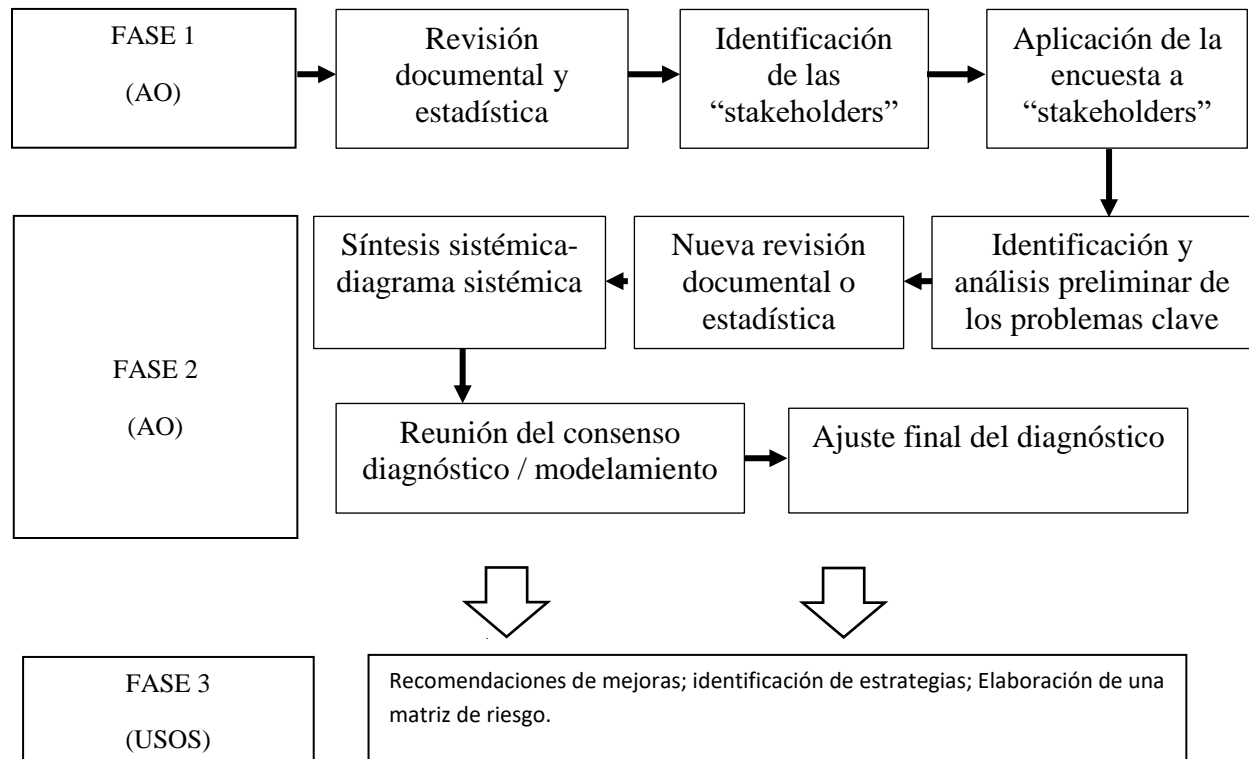 FASE 1
(AO)
Revisión
documental y
estadística
Identificación
de las
“stakeholders”
Aplicación de la
encuesta a
“stakeholders”
FASE 2
(AO)
Síntesis sistémica-
diagrama sistémica
Nueva revisión
documental o
estadística
Identificación y
análisis preliminar de
los problemas clave
Reunión del consenso
diagnóstico / modelamiento
Ajuste final del diagnóstico
FASE 3
(USOS)
Recomendaciones de mejoras; identificación de estrategias; Elaboración de una
matriz de riesgo.